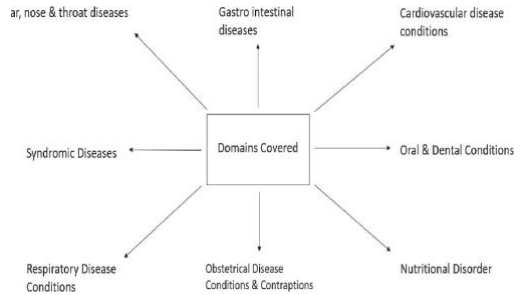 ar, nose & throat diseases
Gastro intestinal
diseases
Cardiovascular disease
conditions
Syndromic Diseases
Domains Covered
Oral & Dental Conditions
Respiratory Disease
Conditions
Obstetrical Disease
Conditions & Contraptions
Nutritional Disorder